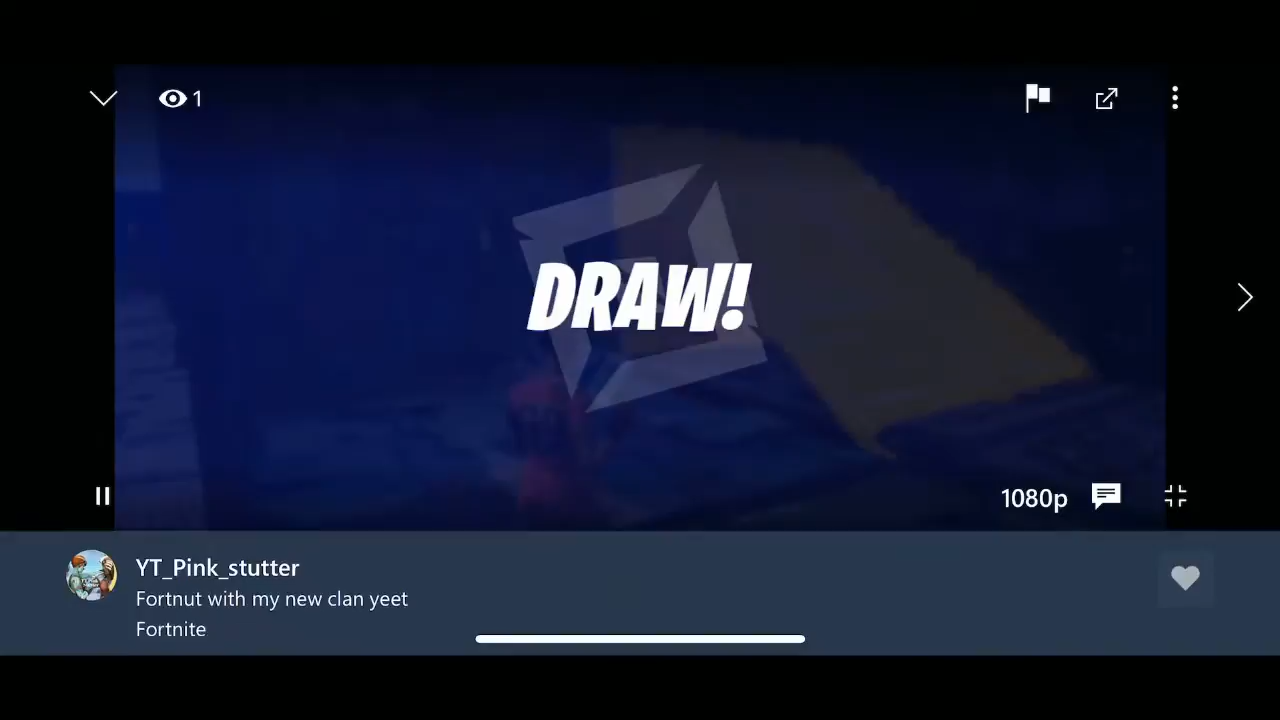 1
DRAW!
1080p
YT_Pink_stutter
Fortnut with my new clan yeet
Fortnite